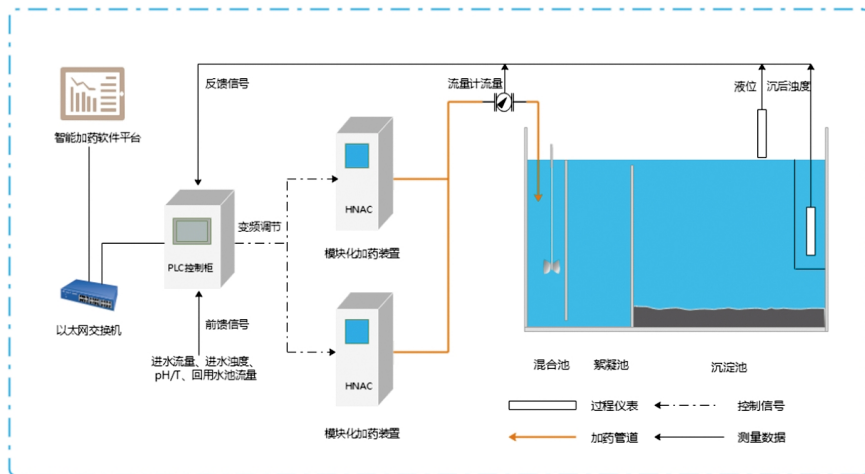 反馈信号
流量计流量
液位
沉后浊度
智能加药软件平台
HNAC
变频调节
模块化加药装置
PLC控制柜
以太网交换机
前馈信号
进水流量、进水浊度、
pH/T、回用水池流量
HNAC
模块化加药装置
混合池
絮凝池
沉淀池
过程仪表
控制信号
加药管道
测量数据